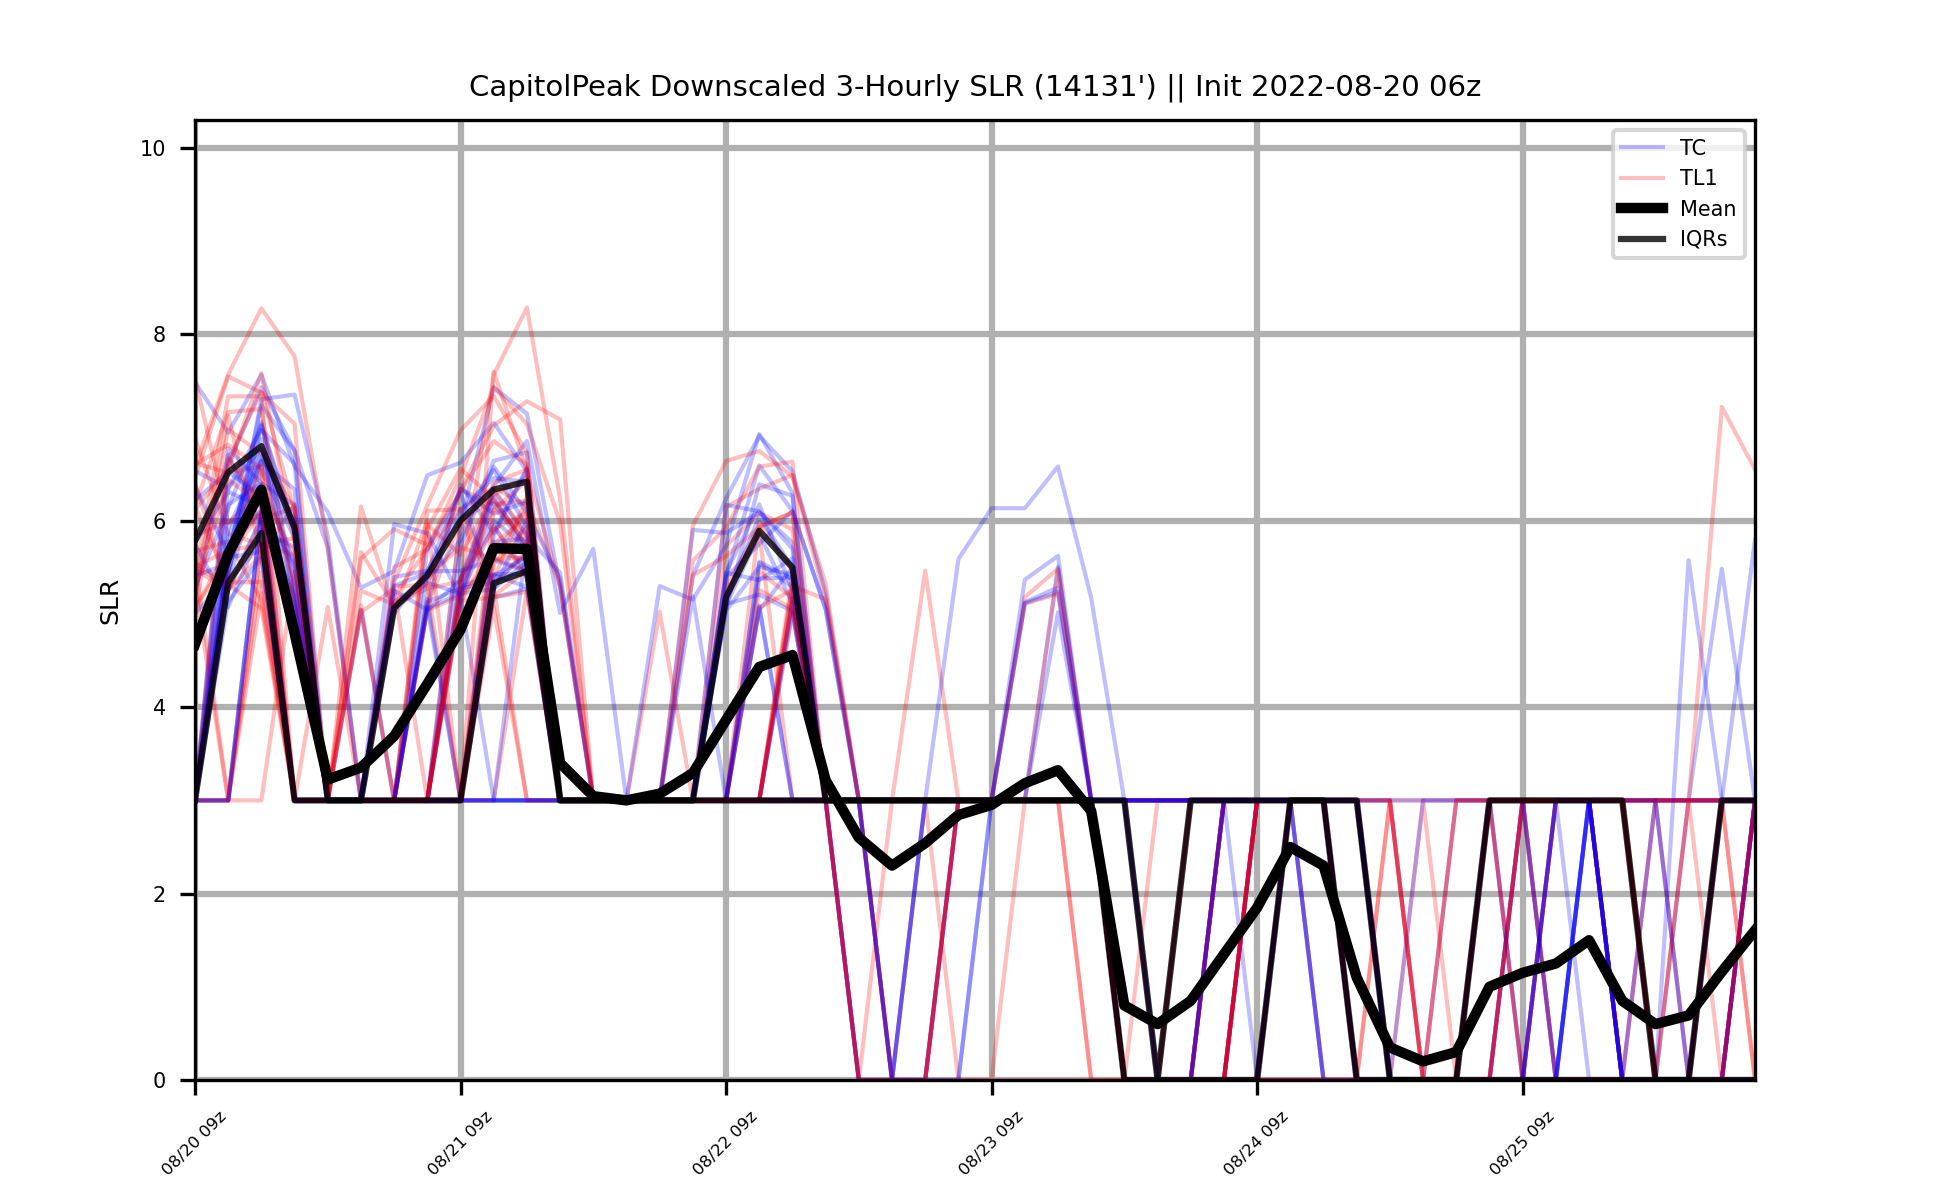 CapitolPeak Downscaled 3-Hourly SLR (14131') || Init 2022-08-20 06z
TC
TL1
Mean
IQRs
SLR
10
8
6
4
2
0
08/20 09z
08/21 09z
08/22 09z
08/23 09z
08/24 09z
08/25 09z